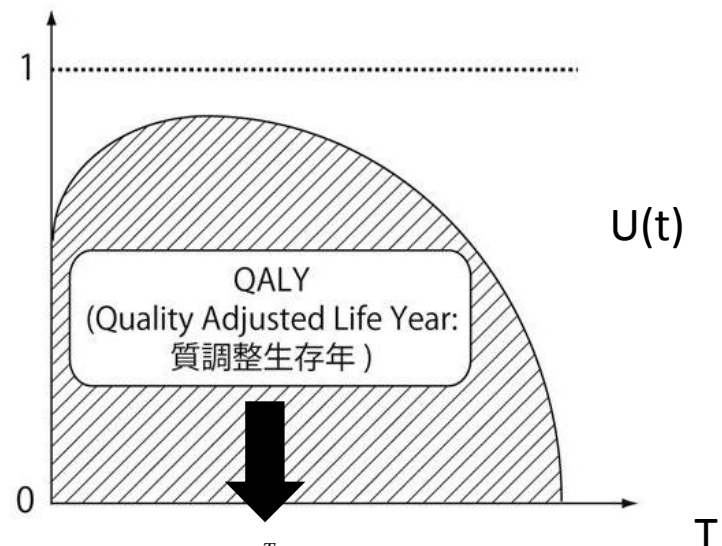 1
U(t)
QALY
(Quality Adjusted Life Year:
質調整生存年 )
0
T
T